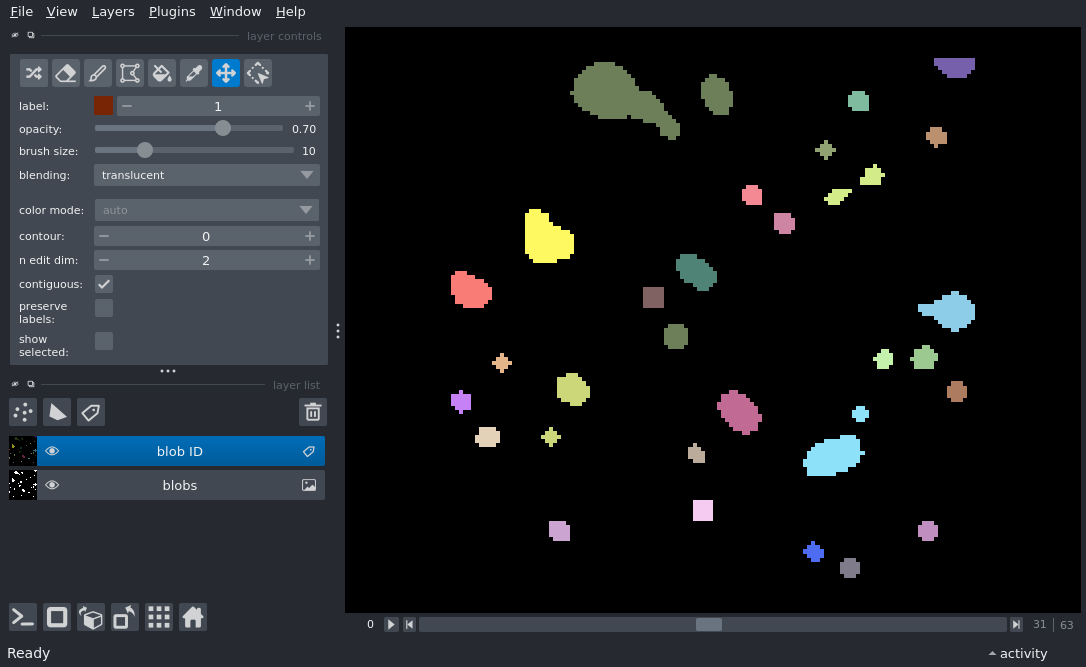 File View Layers Plugins Window Help
layer controls
label: 1
opacity: 0.70
brush size: 10
blending: translucent
color mode: auto
contour: 0
n edit dim: 2
contiguous:
preserve
labels:
show
selected:
layer list
blob ID
blobs
0 31 63
Ready activity